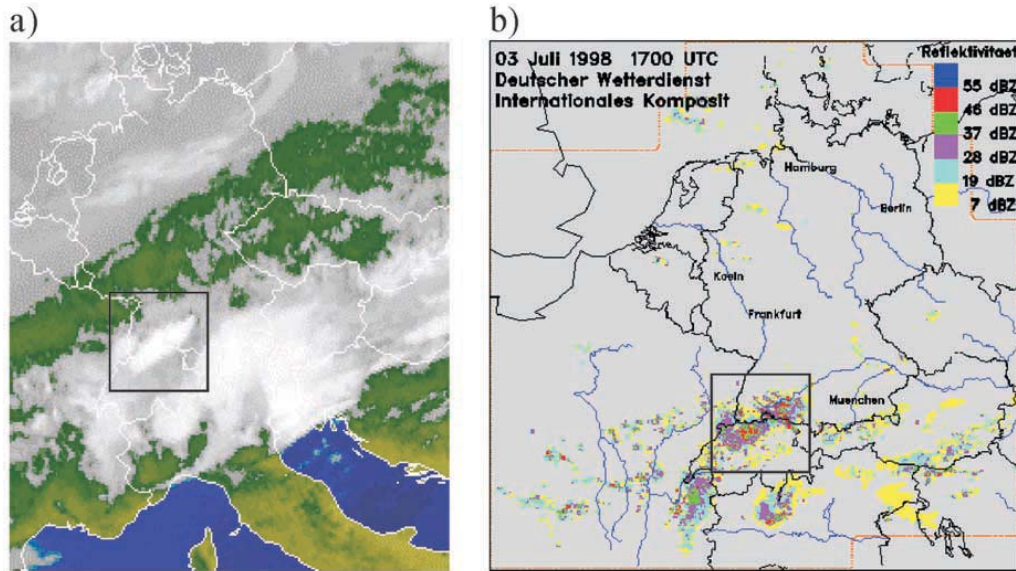 a)
b)
03 Juli 1998 1700 UTC
Deutscher Wetterdienst
Internationales Komposit
Reflektivitaet
55 dBZ
46 dBZ
37 dBZ
28 dBZ
19 dBZ
7 dBZ
Hamburg
Berlin
Koeln
Frankfurt
Muenchen